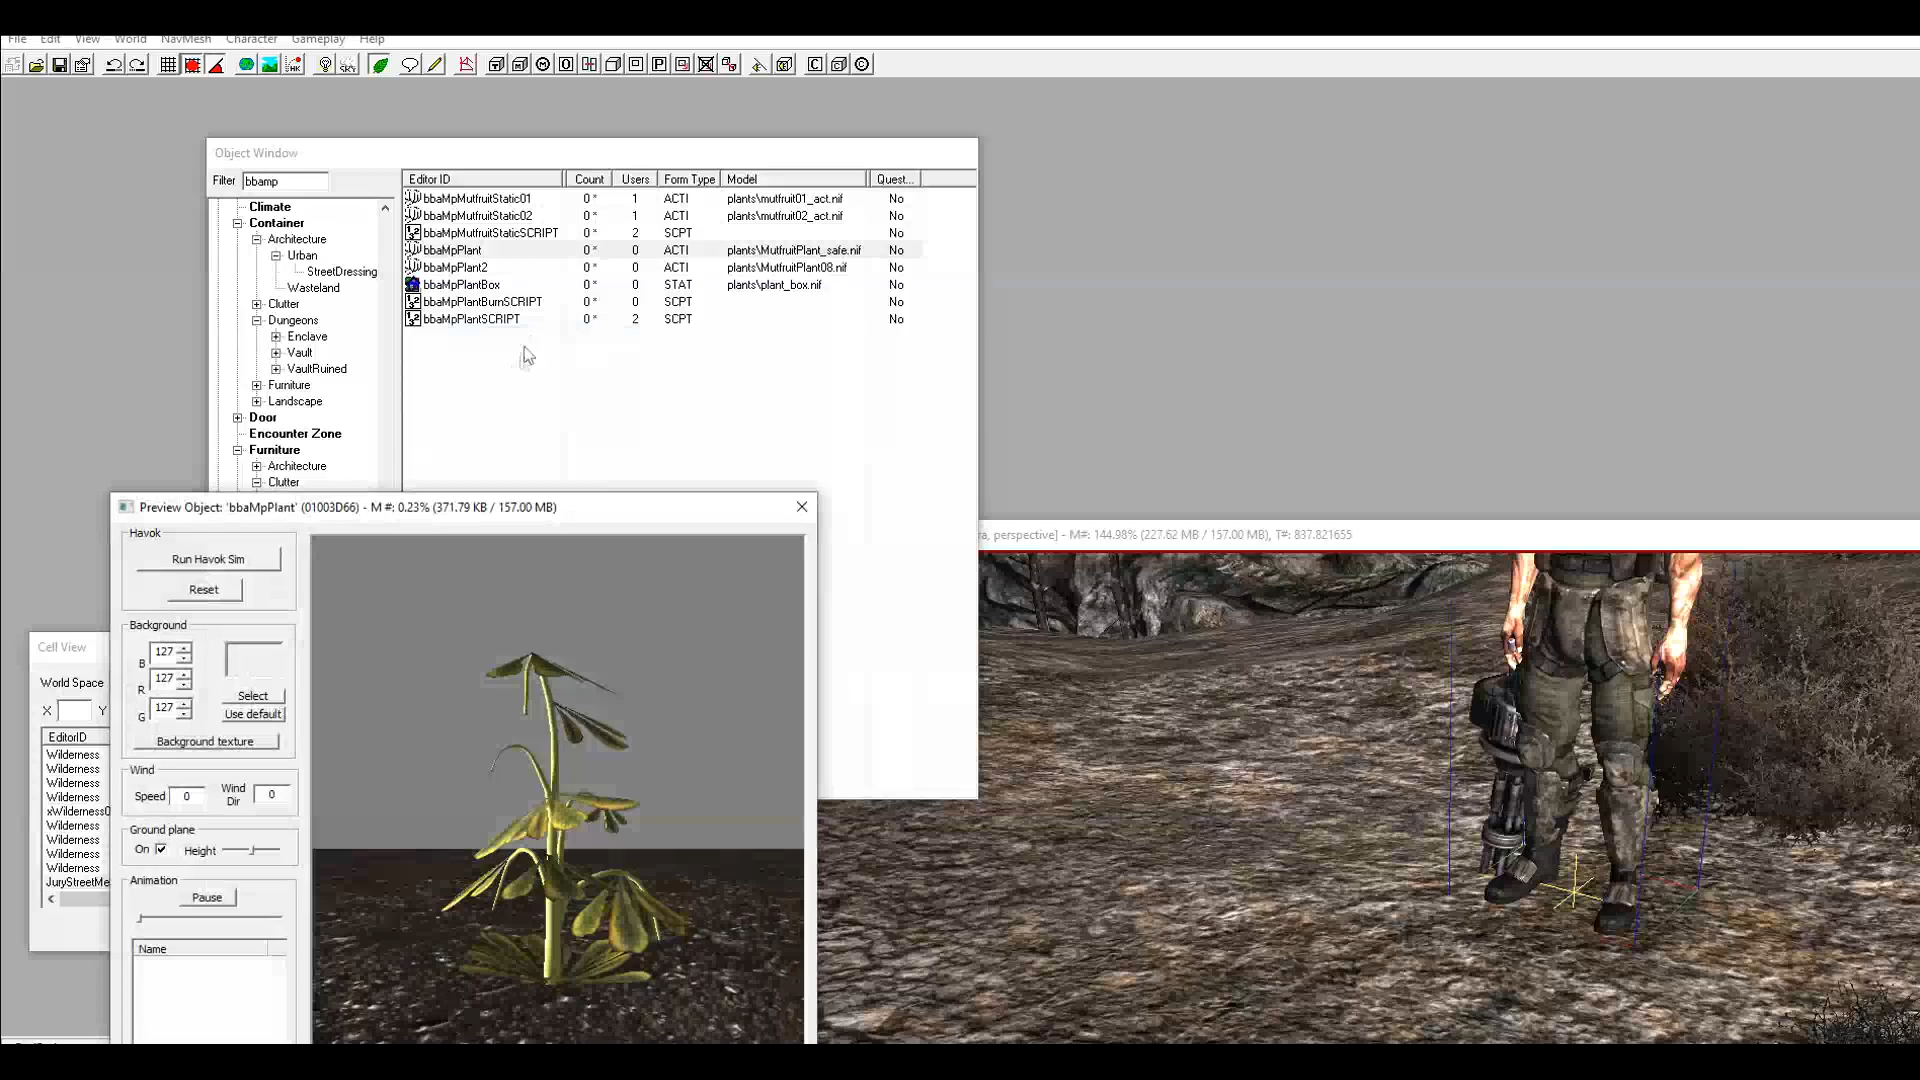 File Edit View World NavMesh Character Gameplay Help
Object Window
Filter bbamp
Editor ID Count Users Form Type Model Quest...
bbaMpMutfruitStatic01 0 * 1 ACTI plants\mutfruit01_act.nif No
bbaMpMutfruitStatic02 0 * 1 ACTI plants\mutfruit02_act.nif No
bbaMpMutfruitStaticSCRIPT 0 * 2 SCPT No
bbaMpPlant 0 * 0 ACTI plants\MutfruitPlant_safe.nif No
bbaMpPlant2 0 * 0 ACTI plants\MutfruitPlant08.nif No
bbaMpPlantBox 0 * 0 STAT plants\plant_box.nif No
bbaMpPlantBurnSCRIPT 0 * 0 SCPT No
bbaMpPlantSCRIPT 0 * 2 SCPT No
Climate
Container
Architecture
Urban
StreetDressing
Wasteland
Clutter
Dungeons
Enclave
Vault
VaultRuined
Furniture
Landscape
Door
Encounter Zone
Furniture
Architecture
Clutter
Preview Object: 'bbaMpPlant' (01003D66) - M #: 0.23% (371.79 KB / 157.00 MB)
ra, perspective] - M#: 144.98% (227.62 MB / 157.00 MB), T#: 837.821655
Havok
Run Havok Sim
Reset
Background
B 127
R 127
G 127
Select
Use default
Background texture
Wind
Speed 0 Wind Dir 0
Ground plane
On Height
Animation
Pause
Name
Cell View
World Space
X Y
EditorID
Wilderness
Wilderness
Wilderness
Wilderness
xWilderness0
Wilderness
Wilderness
Wilderness
Wilderness
JuryStreetMe